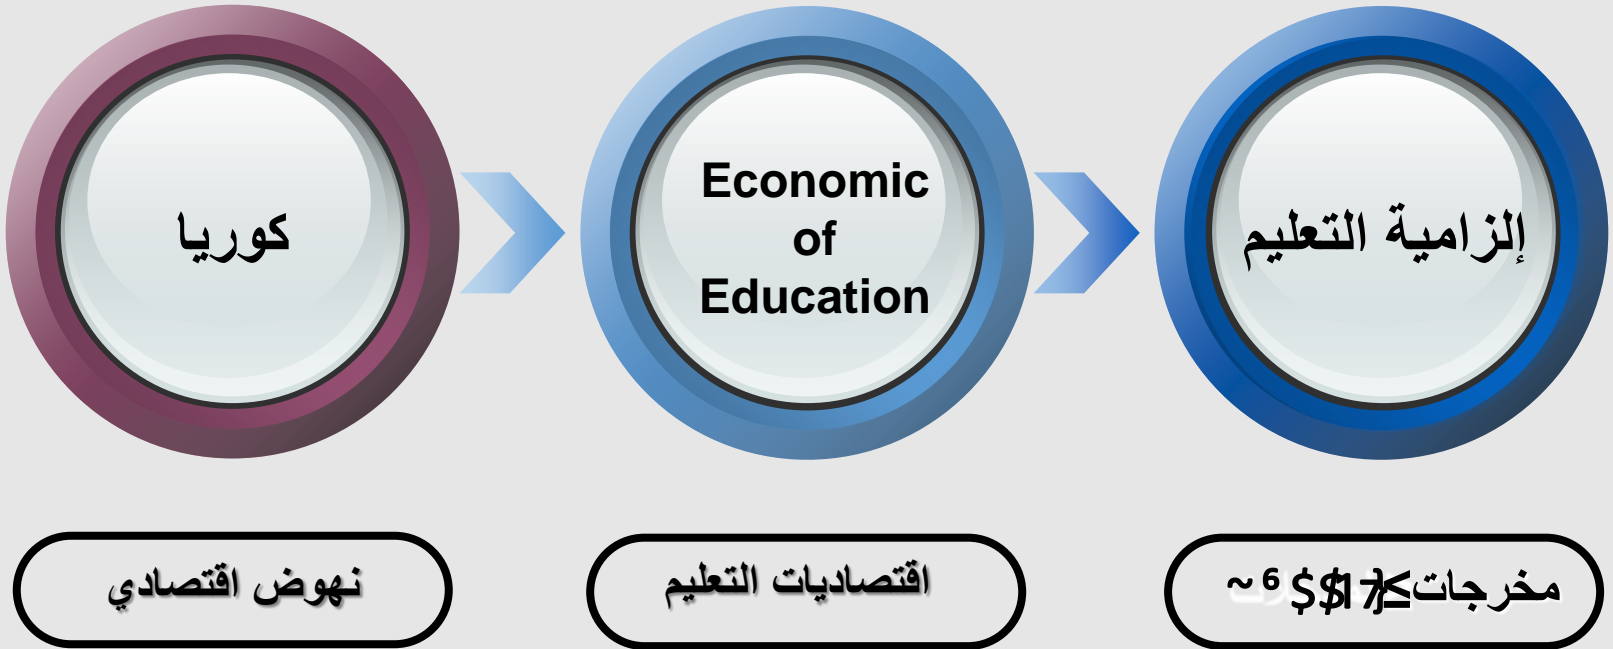 كوريا
Economic
of
Education
إلزامية التعليم
نهوض اقتصادي
اقتصاديات التعليم
مخرجات